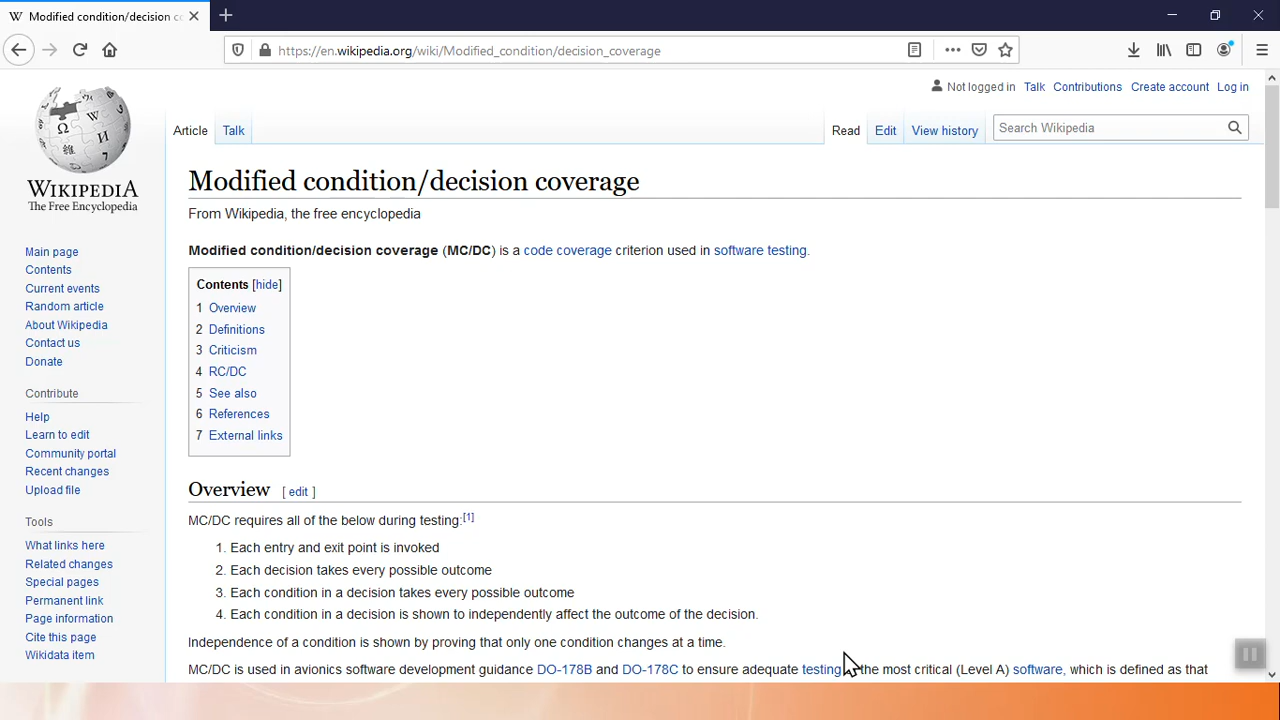 Modified condition/decision co
https://en.wikipedia.org/wiki/Modified_condition/decision_coverage
Not logged in Talk Contributions Create account Log in
Article Talk Read Edit View history Search Wikipedia
WIKIPEDIA
The Free Encyclopedia
Main page
Contents
Current events
Random article
About Wikipedia
Contact us
Donate
Contribute
Help
Learn to edit
Community portal
Recent changes
Upload file
Tools
What links here
Related changes
Special pages
Permanent link
Page information
Cite this page
Wikidata item
Modified condition/decision coverage
From Wikipedia, the free encyclopedia
Modified condition/decision coverage (MC/DC) is a code coverage criterion used in software testing.
Contents [hide]
1 Overview
2 Definitions
3 Criticism
4 RC/DC
5 See also
6 References
7 External links
Overview [ edit ]
MC/DC requires all of the below during testing:[1]
1. Each entry and exit point is invoked
2. Each decision takes every possible outcome
3. Each condition in a decision takes every possible outcome
4. Each condition in a decision is shown to independently affect the outcome of the decision.
Independence of a condition is shown by proving that only one condition changes at a time.
MC/DC is used in avionics software development guidance DO-178B and DO-178C to ensure adequate testing the most critical (Level A) software, which is defined as that